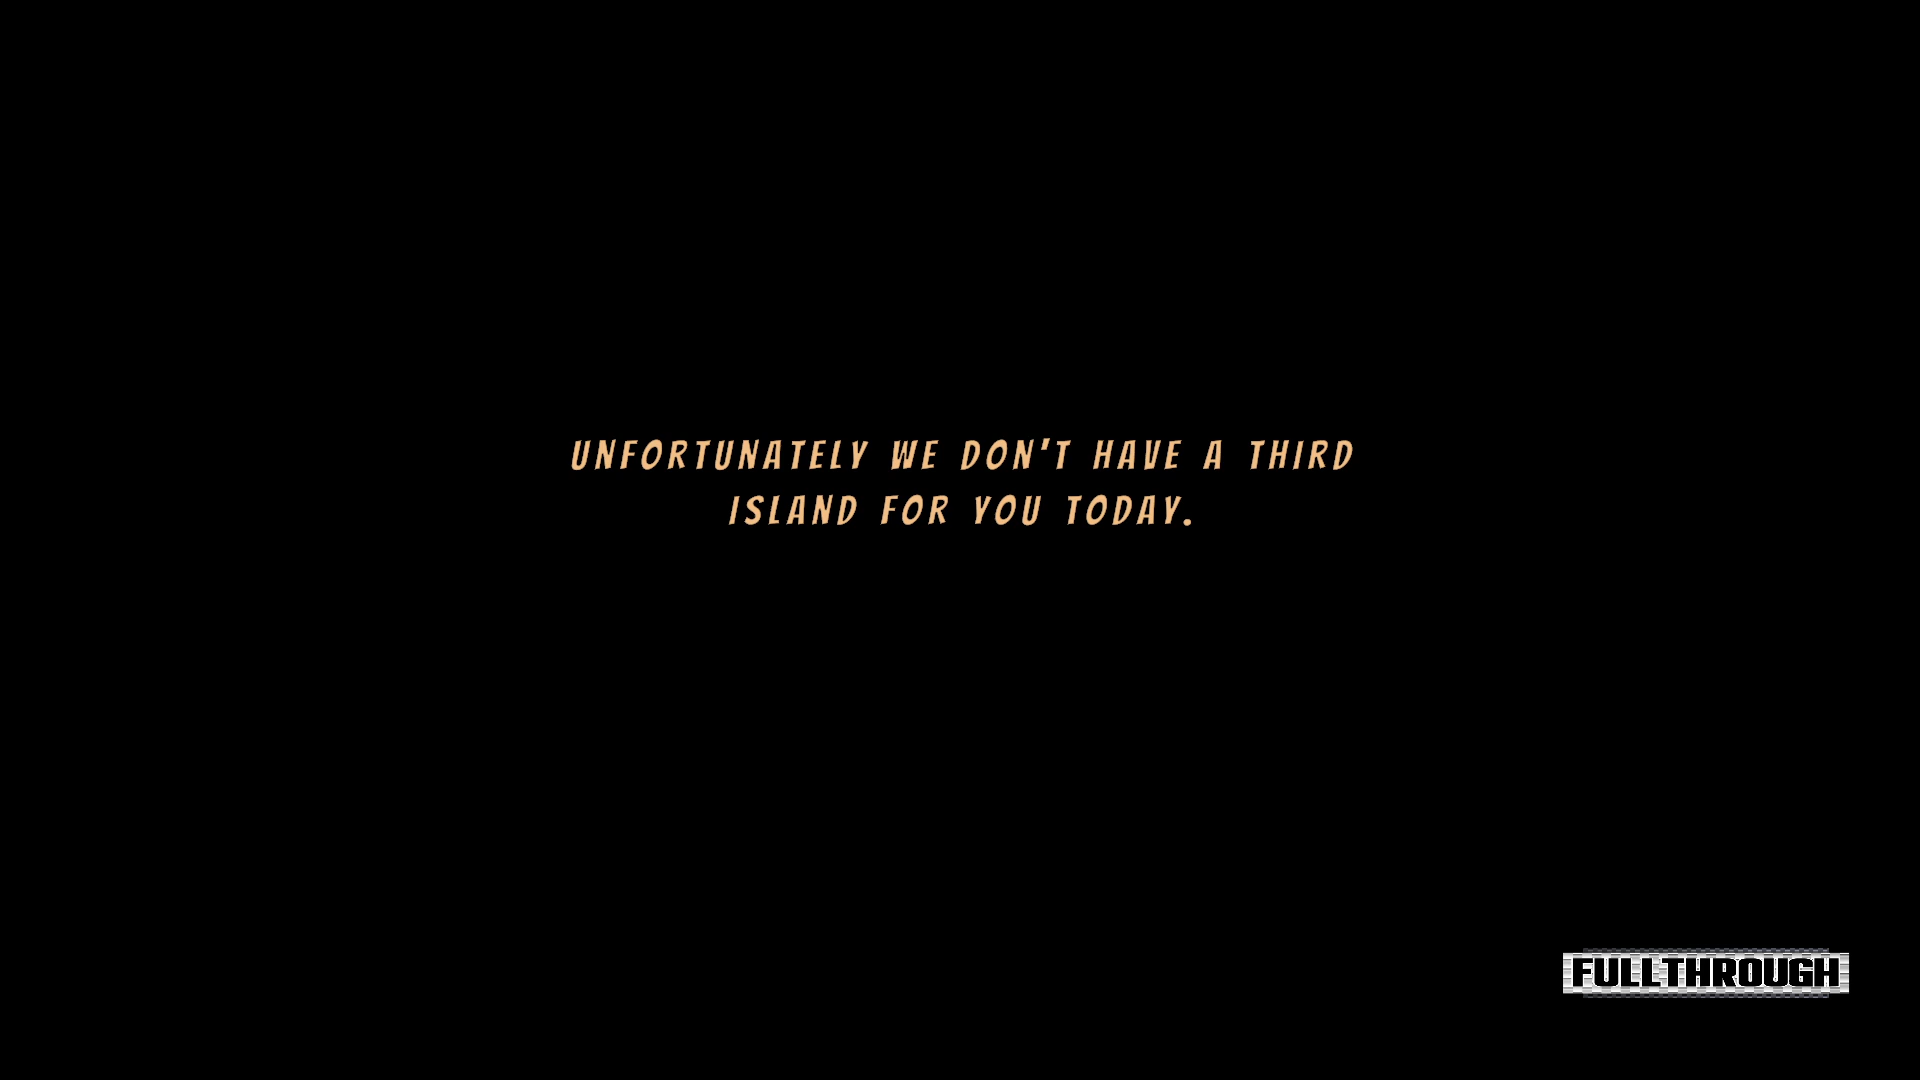 UNFORTUNATELY WE DON'T HAVE A THIRD
ISLAND FOR YOU TODAY.
FULLTHROUGH